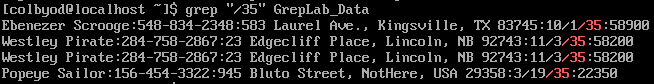 [colbyod@localhost ~]$ grep "/35" GrepLab_Data
Ebenezer Scrooge:548-834-2348:583 Laurel Ave., Kingsville, TX 83745:10/1/35:58900
Westley Pirate:284-758-2867:23 Edgecliff Place, Lincoln, NB 92743:11/3/35:58200
Westley Pirate:284-758-2867:23 Edgecliff Place, Lincoln, NB 92743:11/3/35:58200
Popeye Sailor:156-454-3322:945 Bluto Street, NotHere, USA 29358:3/19/35:22350